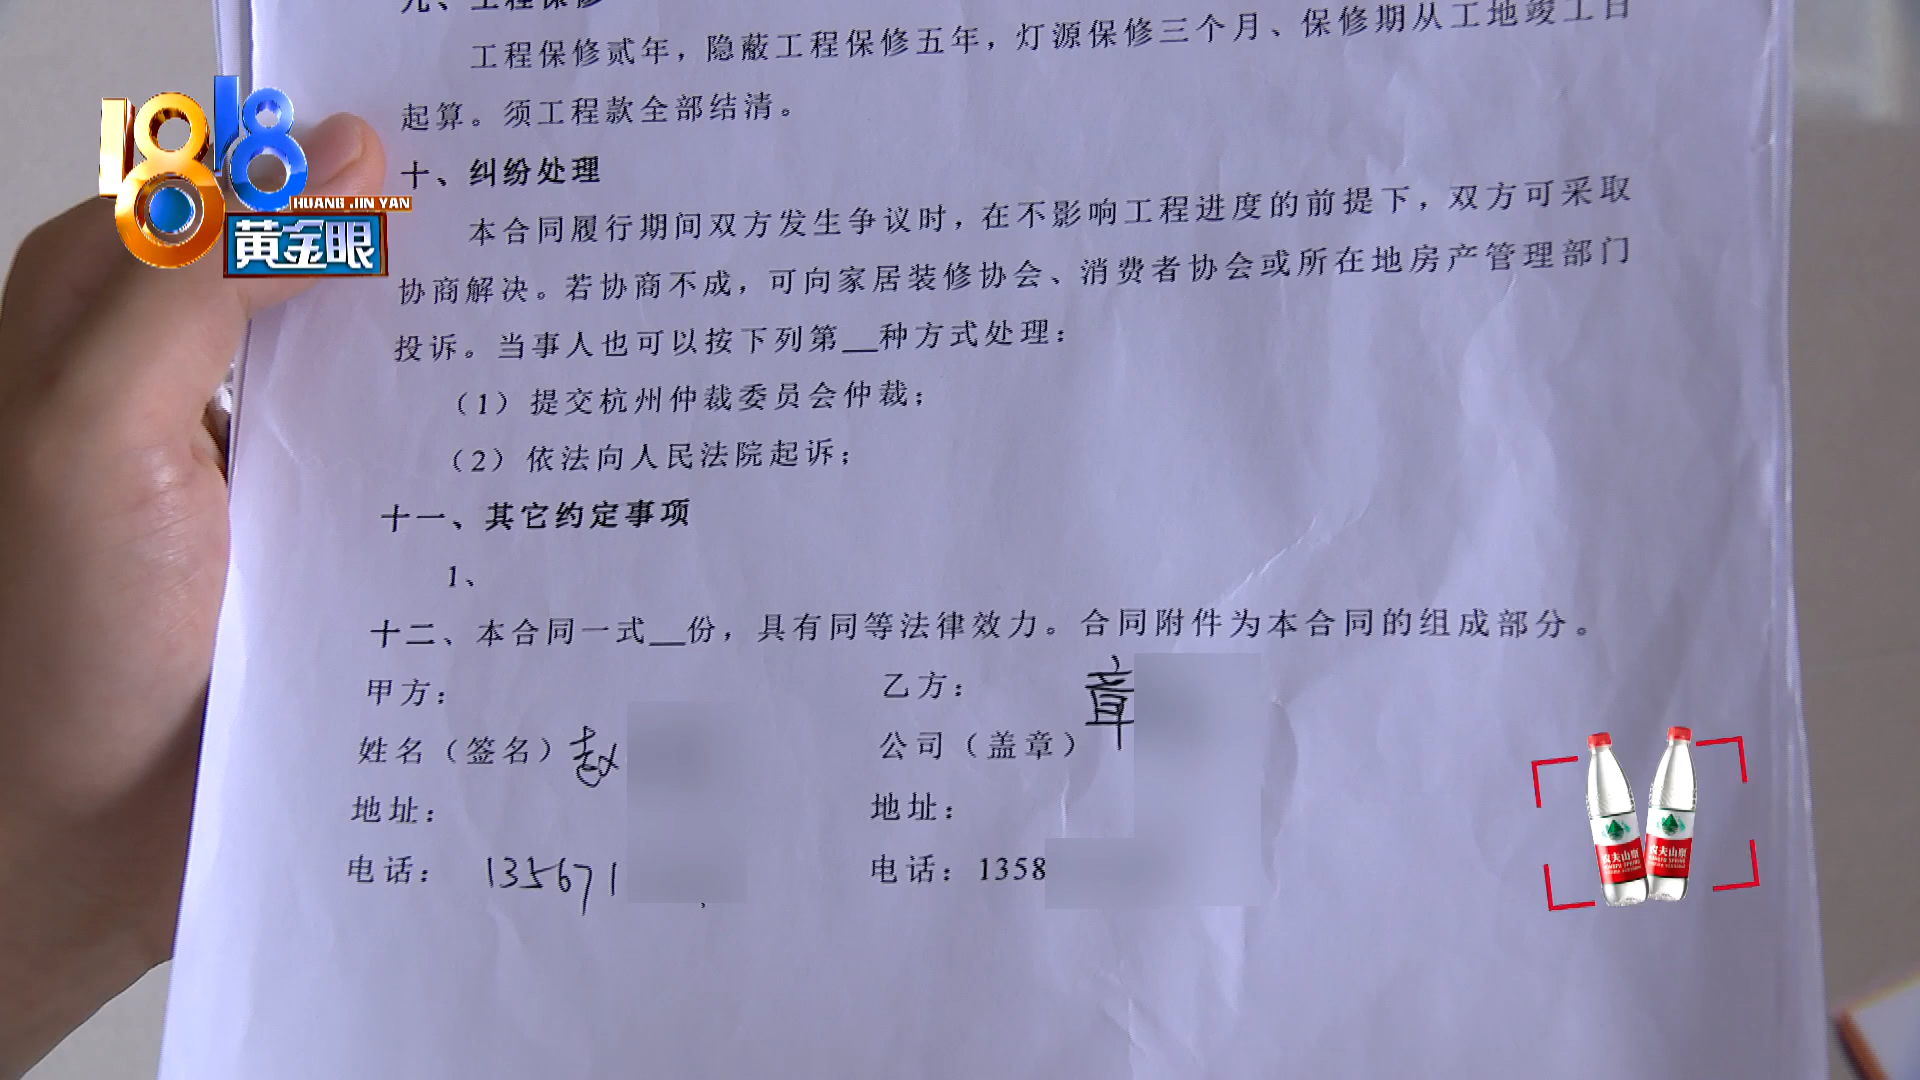 九、工程保修
工程保修贰年，隐蔽工程保修五年，灯源保修三个月、保修期从工地竣工日
起算。须工程款全部结清。
1818
HUANG JIN YAN
黄金眼
十、纠纷处理
本合同履行期间双方发生争议时，在不影响工程进度的前提下，双方可采取
协商解决。若协商不成，可向家居装修协会、消费者协会或所在地房产管理部门
投诉。当事人也可以按下列第__种方式处理：
（1）提交杭州仲裁委员会仲裁；
（2）依法向人民法院起诉；
十一、其它约定事项
1、
十二、本合同一式__份，具有同等法律效力。合同附件为本合同的组成部分。
甲方： 乙方： 章
姓名（签名）赵 公司（盖章）
地址： 地址：
电话： 135671 电话：1358
农夫山泉 农夫山泉